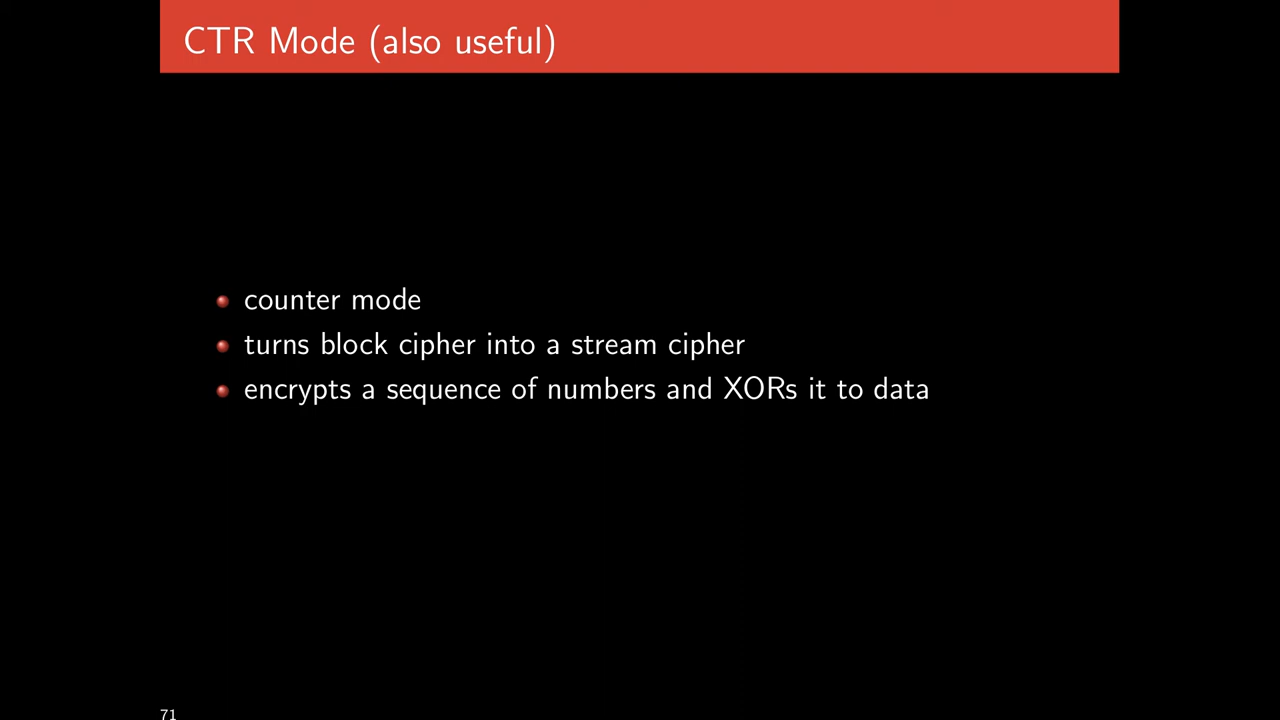 CTR Mode (also useful)
counter mode
turns block cipher into a stream cipher
encrypts a sequence of numbers and XORs it to data
71